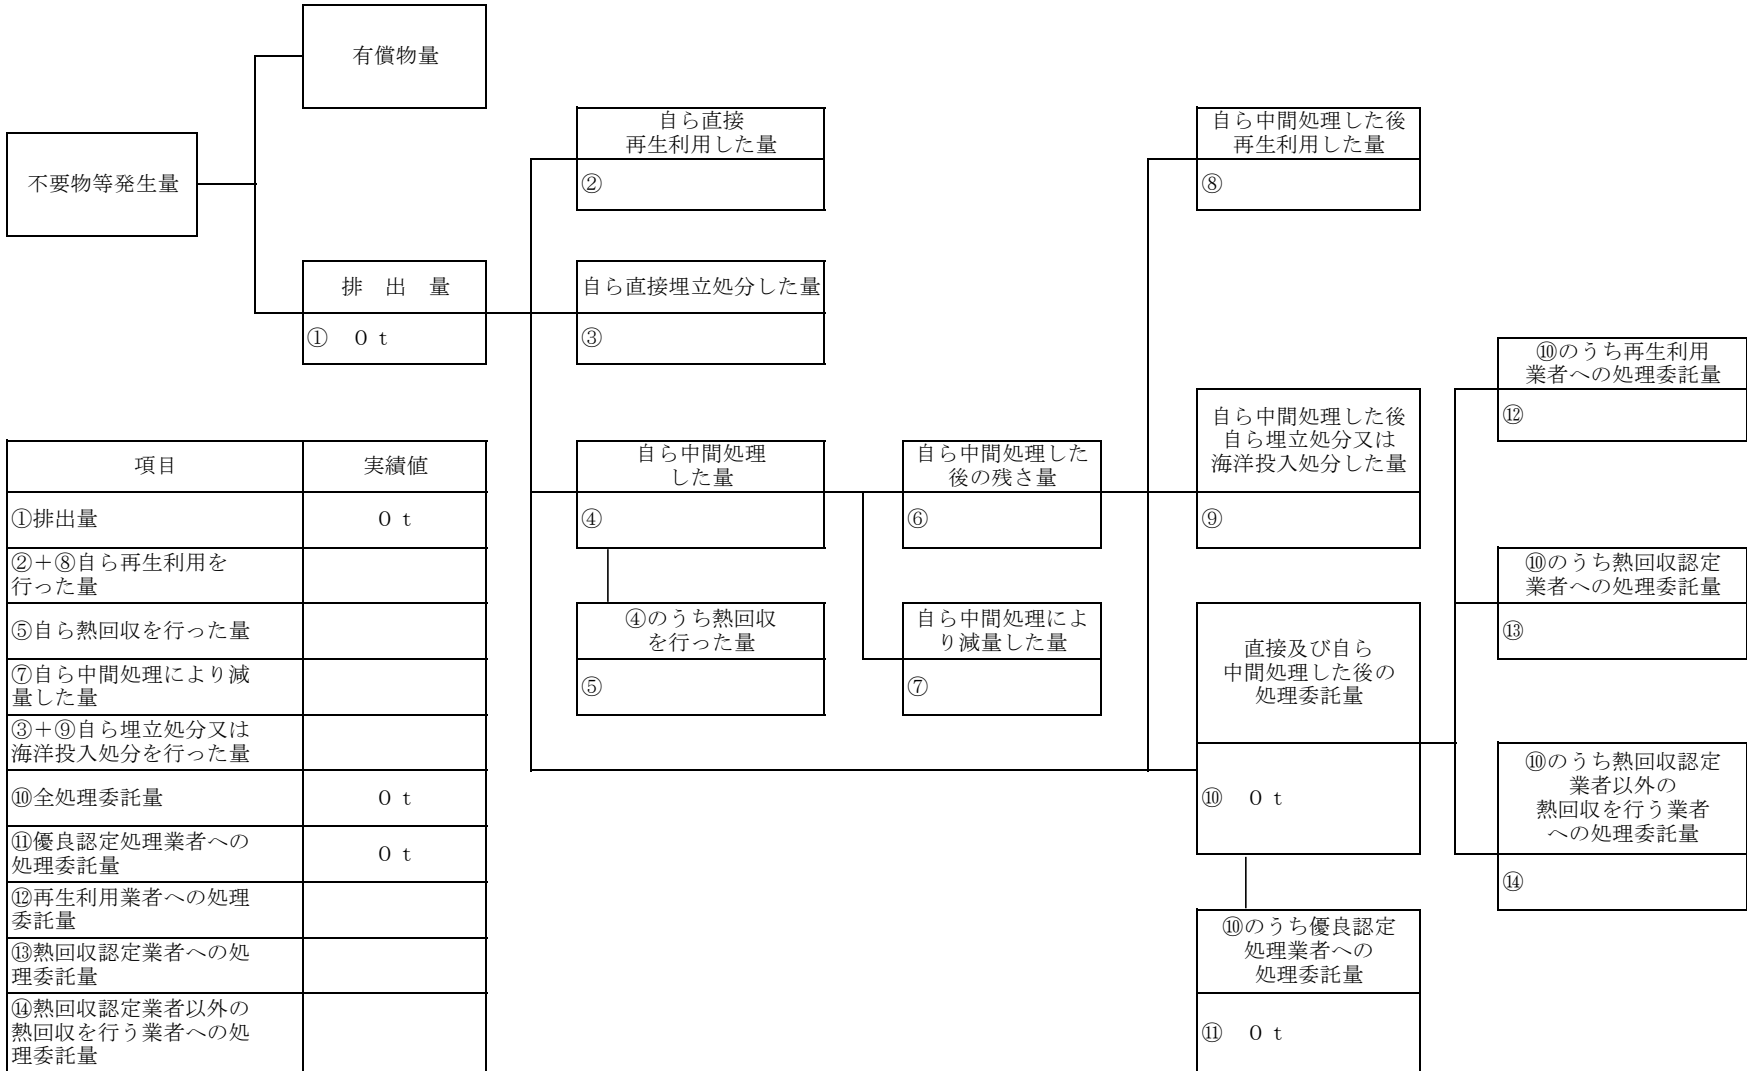 有償物量
不要物等発生量
排　出　量
①　０ｔ
自ら直接
再生利用した量
②
自ら直接埋立処分した量
③
自ら中間処理
した量
④
④のうち熱回収
を行った量
⑤
自ら中間処理した
後の残さ量
⑥
自ら中間処理によ
り減量した量
⑦
自ら中間処理した後
再生利用した量
⑧
自ら中間処理した後
自ら埋立処分又は
海洋投入処分した量
⑨
直接及び自ら
中間処理した後の
処理委託量
⑩　０ｔ
⑩のうち優良認定
処理業者への
処理委託量
⑪　０ｔ
⑩のうち再生利用
業者への処理委託量
⑫
⑩のうち熱回収認定
業者への処理委託量
⑬
⑩のうち熱回収認定
業者以外の
熱回収を行う業者
への処理委託量
⑭
項目　実績値
①排出量　０ｔ
②＋⑧自ら再生利用を
行った量
⑤自ら熱回収を行った量
⑦自ら中間処理により減
量した量
③＋⑨自ら埋立処分又は
海洋投入処分を行った量
⑩全処理委託量　０ｔ
⑪優良認定処理業者への
処理委託量　０ｔ
⑫再生利用業者への処理
委託量
⑬熱回収認定業者への処
理委託量
⑭熱回収認定業者以外の
熱回収を行う業者への処
理委託量